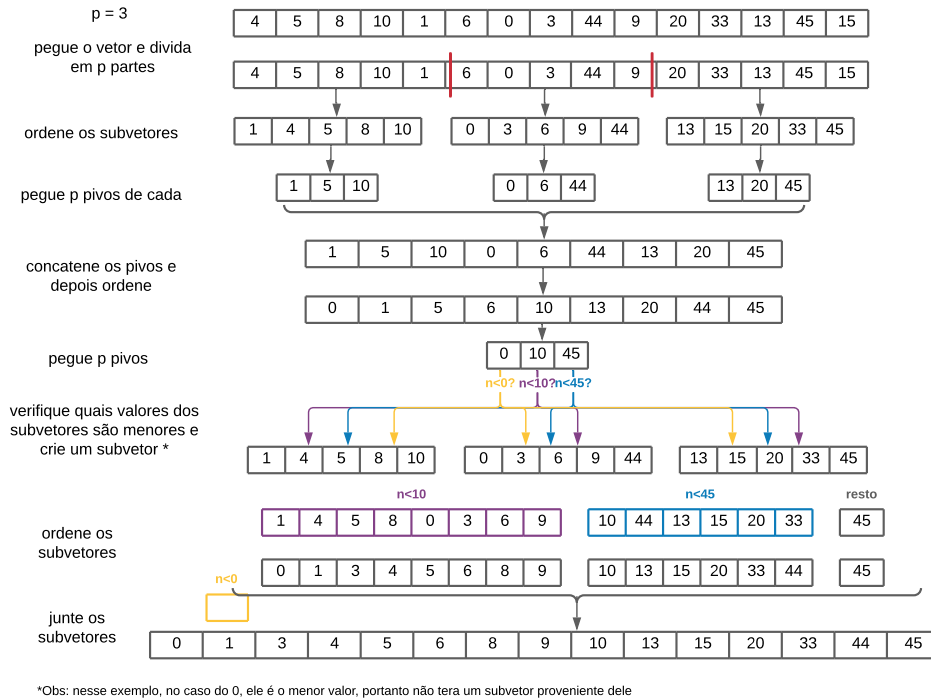 p = 3
4 5 8 10 1 6 0 3 44 9 20 33 13 45 15
pegue o vetor e divida
em p partes
4 5 8 10 1 6 0 3 44 9 20 33 13 45 15
ordene os subvetores
1 4 5 8 10 0 3 6 9 44 13 15 20 33 45
pegue p pivos de cada
1 5 10 0 6 44 13 20 45
concatene os pivos e
depois ordene
1 5 10 0 6 44 13 20 45
0 1 5 6 10 13 20 44 45
pegue p pivos
0 10 45
n<0? n<10? n<45?
verifique quais valores dos
subvetores são menores e
crie um subvetor *
1 4 5 8 10 0 3 6 9 44 13 15 20 33 45
n<10 n<45 resto
1 4 5 8 0 3 6 9 10 44 13 15 20 33 45
ordene os
subvetores
0 1 3 4 5 6 8 9 10 13 15 20 33 44 45
n<0
junte os
subvetores
0 1 3 4 5 6 8 9 10 13 15 20 33 44 45
*Obs: nesse exemplo, no caso do 0, ele é o menor valor, portanto não tera um subvetor proveniente dele